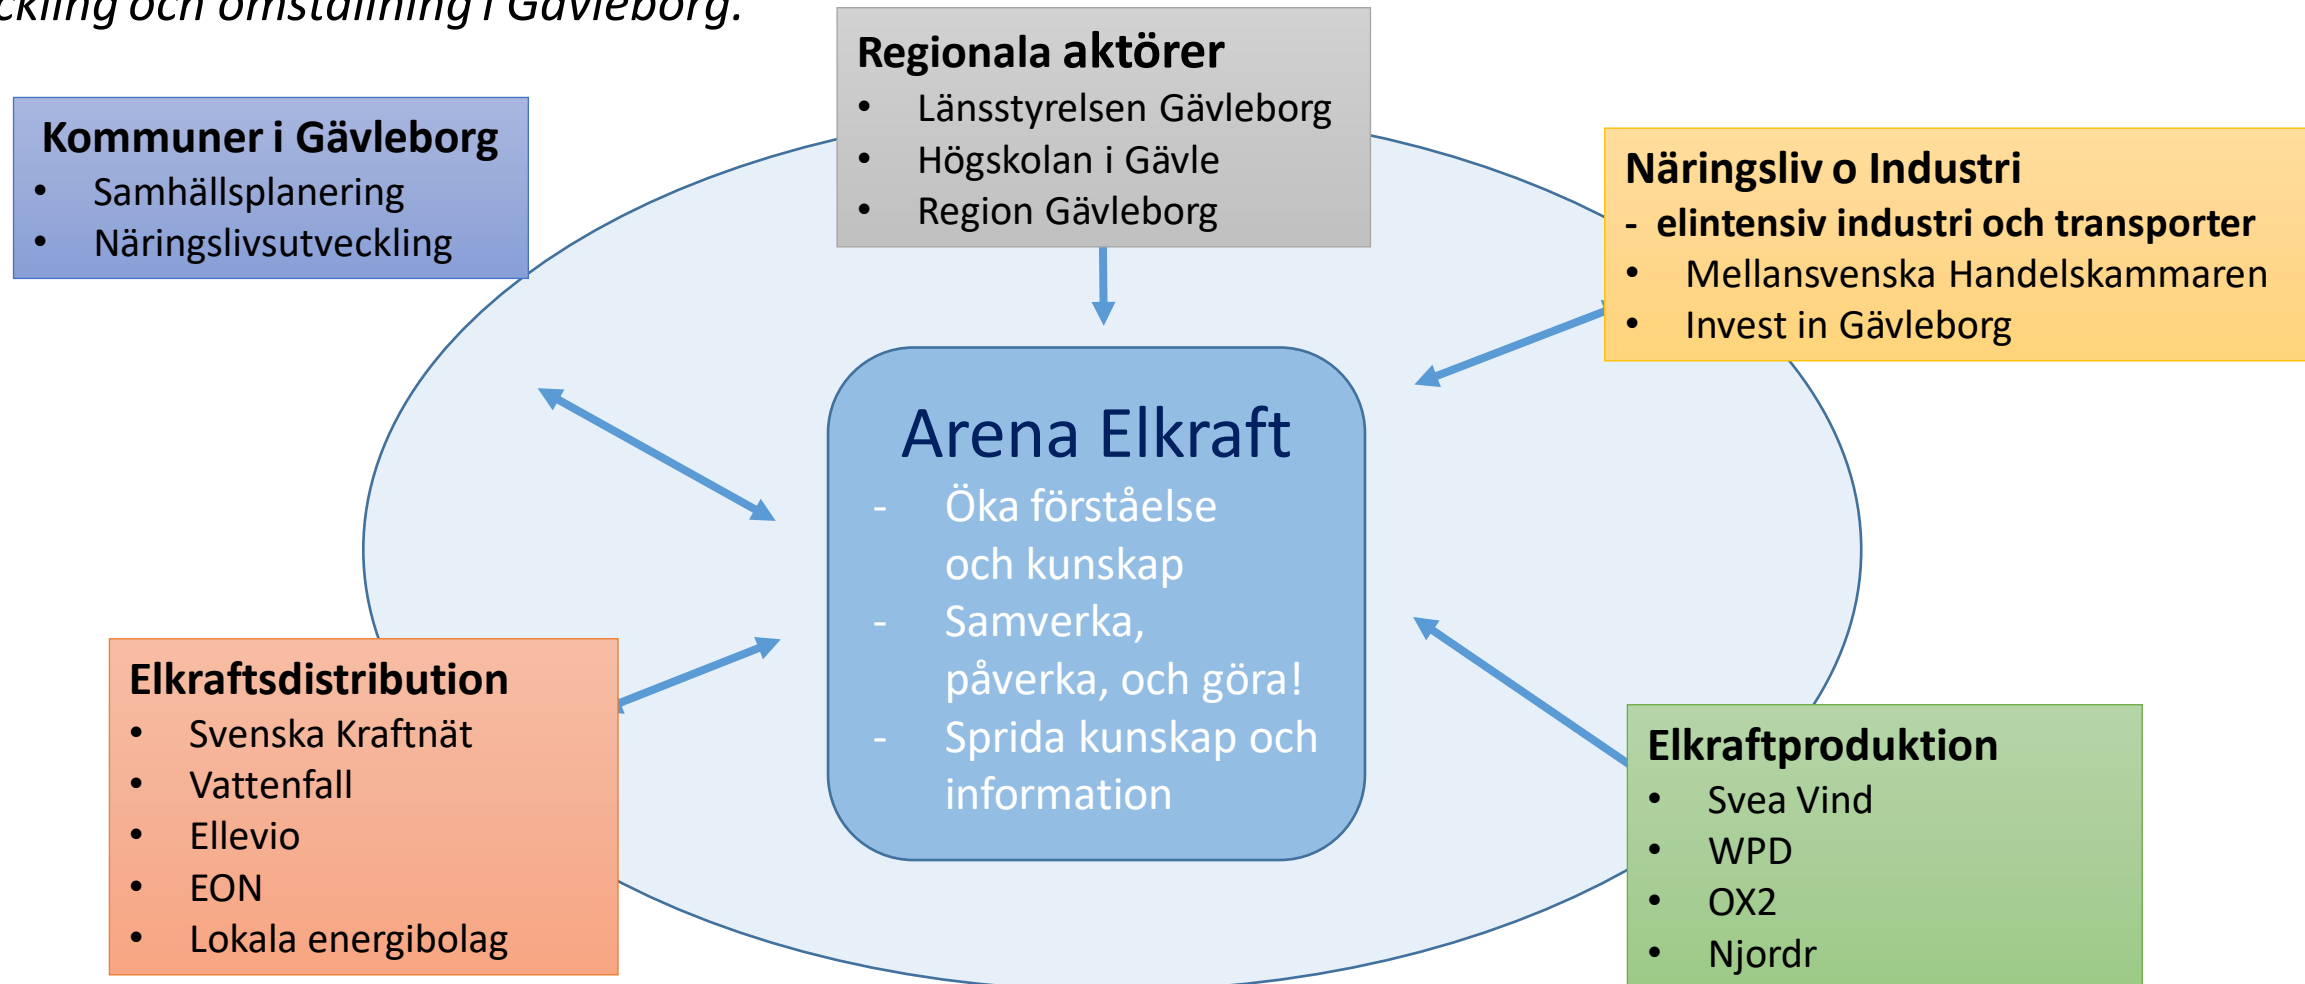 och omställning i Gävleborg.
Regionala aktörer
• Länsstyrelsen Gävleborg
• Högskolan i Gävle
• Region Gävleborg
Kommuner i Gävleborg
• Samhällsplanering
• Näringslivsutveckling
Näringsliv o Industri
- elintensiv industri och transporter
• Mellansvenska Handelskammaren
• Invest in Gävleborg
Arena Elkraft
- Öka förståelse
och kunskap
- Samverka,
påverka, och göra!
- Sprida kunskap och
information
Elkraftsdistribution
• Svenska Kraftnät
• Vattenfall
• Ellevio
• EON
• Lokala energibolag
Elkraftproduktion
• Svea Vind
• WPD
• OX2
• Njordr